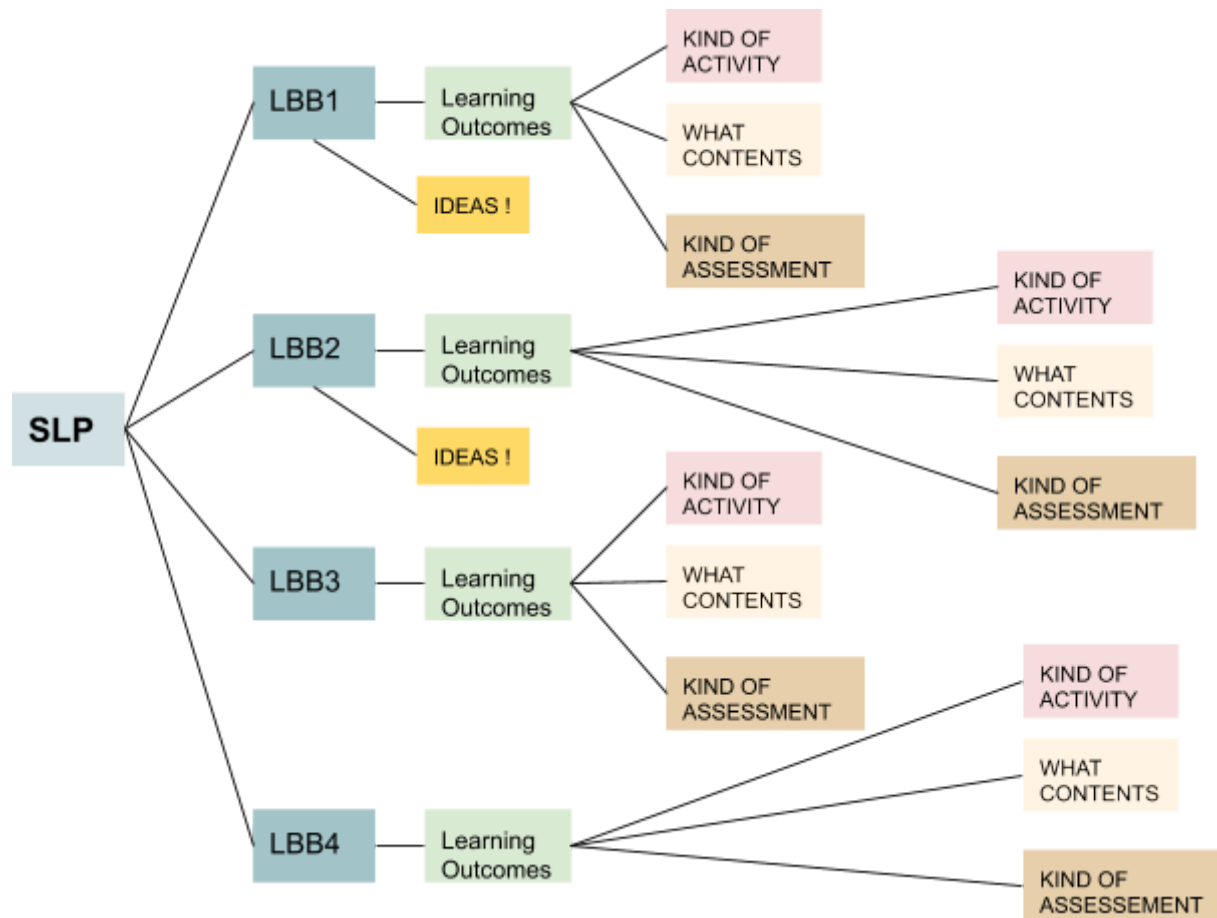 KIND OF
ACTIVITY
LBB1
Learning
Outcomes
WHAT
CONTENTS
IDEAS !
KIND OF
ASSESSMENT
LBB2
Learning
Outcomes
KIND OF
ACTIVITY
WHAT
CONTENTS
SLP
IDEAS !
KIND OF
ASSESSMENT
KIND OF
ACTIVITY
LBB3
Learning
Outcomes
WHAT
CONTENTS
KIND OF
ASSESSMENT
KIND OF
ACTIVITY
WHAT
CONTENTS
LBB4
Learning
Outcomes
KIND OF
ASSESSEMENT